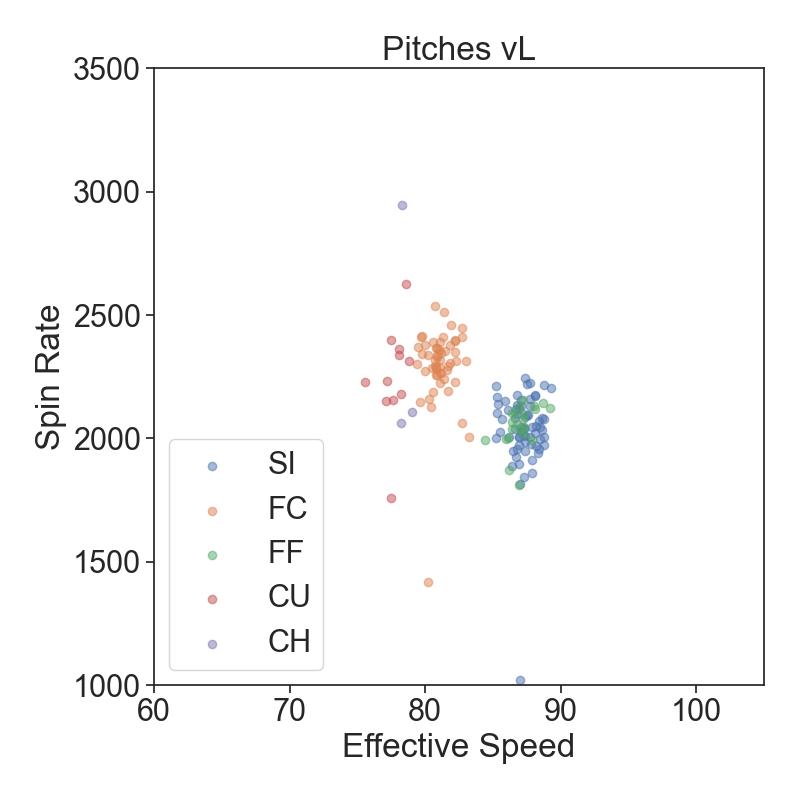 Pitches vL
3500
3000
2500
2000
1500
1000
Spin Rate
SI
FC
FF
CU
CH
60 70 80 90 100
Effective Speed